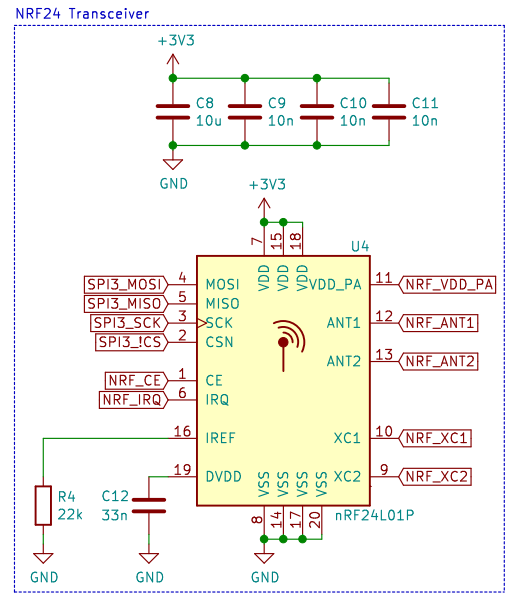 NRF24 Transceiver
+3V3
C8
10u
C9
10n
C10
10n
C11
10n
GND
+3V3
7
15
18
U4
VDD
VDD
VDD
SPI3_MOSI 4 MOSI
VDD_PA 11 NRF_VDD_PA
SPI3_MISO 5 MISO
SPI3_SCK 3 SCK
ANT1 12 NRF_ANT1
SPI3_!CS 2 CSN
ANT2 13 NRF_ANT2
NRF_CE 1 CE
NRF_IRQ 6 IRQ
16 IREF
XC1 10 NRF_XC1
19 DVDD
XC2 9 NRF_XC2
VSS
VSS
VSS
VSS
R4
22k
C12
33n
8
14
17
20
nRF24L01P
GND
GND
GND